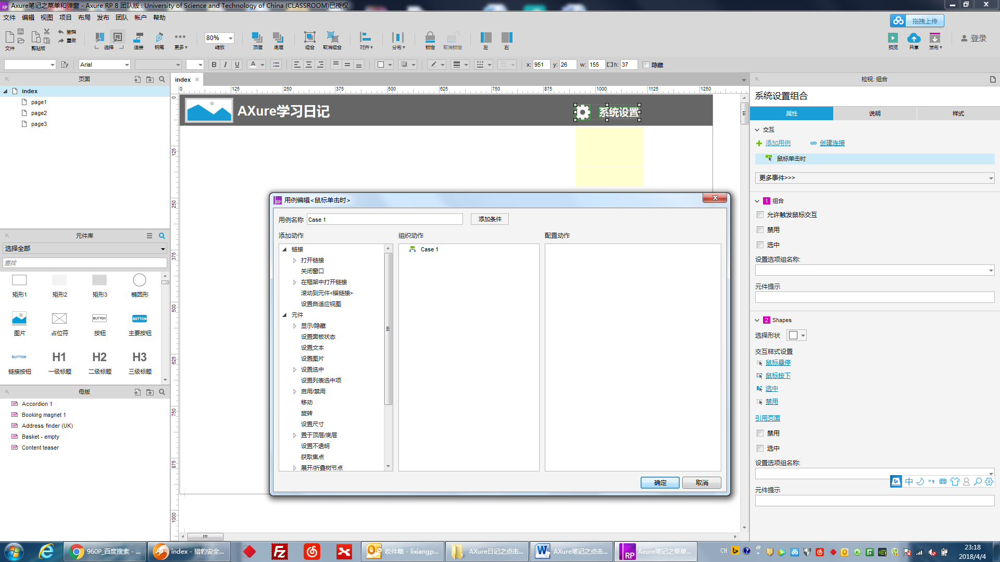 Axure笔记之菜单和弹窗 - Axure RP 8 团队版 : University of Science and Technology of China (CLASSROOM)已授权
文件 编辑 视图 项目 布局 发布 团队 帐户 帮助
拖拽上传
撤销
重做
文件 剪贴板 选择 连接 钢笔 更多 80% 缩放 顶层 底层 组合 取消组合 对齐 分布 锁定 取消锁定 左 右 预览 共享 发布 登录
Arial B I U A x: 951 y: 26 w: 155 h: 37 隐藏
页面
index
page1
page2
page3
元件库
选择全部
查找
矩形1 矩形2 矩形3 椭圆形
BUTTON BUTTON
图片 占位符 按钮 主要按钮
BUTTON H1 H2 H3
链接按钮 一级标题 二级标题 三级标题
母版
Accordion 1
Booking magnet 1
Address finder (UK)
Basket - empty
Content teaser
index
0 125 250 375 500 625 750 875 1000 1125 1250
0 125 250 375 500 625 750 875 1000
AXure学习日记
系统设置
用例编辑<鼠标单击时>
用例名称 Case 1 添加条件
添加动作 组织动作 配置动作
链接
打开链接
关闭窗口
在框架中打开链接
滚动到元件<锚链接>
设置自适应视图
元件
显示/隐藏
设置面板状态
设置文本
设置图片
设置选中
设置列表选中项
启用/禁用
移动
旋转
设置尺寸
置于顶层/底层
设置不透明
获取焦点
展开/折叠树节点
Case 1
确定 取消
检视: 组合
系统设置组合
属性 说明 样式
交互
添加用例 创建连接
鼠标单击时
更多事件>>>
1 组合
允许触发鼠标交互
禁用
选中
设置选项组名称:
元件提示
2 Shapes
选择形状
交互样式设置
鼠标悬停
鼠标按下
选中
禁用
引用页面
禁用
选中
设置选项组名称:
中
元件提示
960P_百度搜索 - ...
index - 猎豹安全...
收件箱 - lixiangp...
AXure日记之点击...
AXure笔记之点击...
Axure笔记之菜单...
CH
23:18
2018/4/4